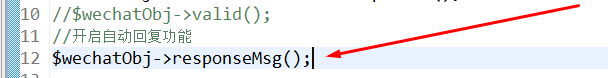 10 //$wechatObj->valid();
11 //开启自动回复功能
12 $wechatObj->responseMsg();